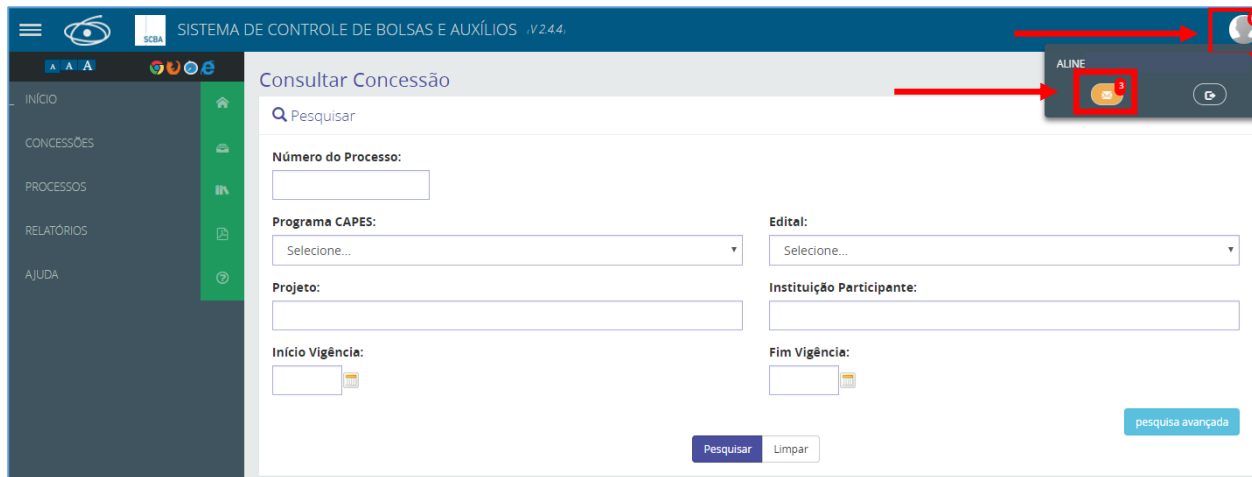 SCBA SISTEMA DE CONTROLE DE BOLSAS E AUXÍLIOS (V 2.4.4)
A A A
ALINE
3
Consultar Concessão
INÍCIO
Pesquisar
CONCESSÕES
Número do Processo:
PROCESSOS
Programa CAPES: Edital:
RELATÓRIOS
Selecione... Selecione...
AJUDA
Projeto: Instituição Participante:
Início Vigência: Fim Vigência:
pesquisa avançada
Pesquisar Limpar